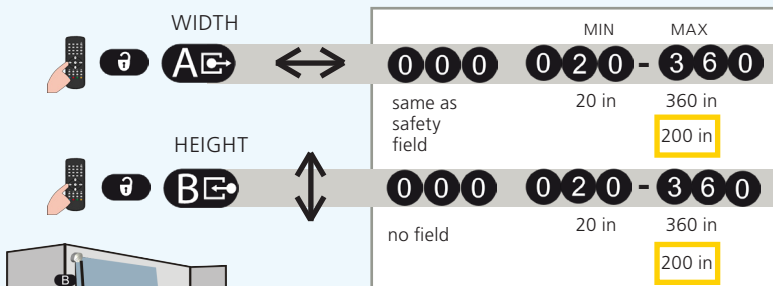 WIDTH
MIN MAX
A 000 020 - 360
same as 20 in 360 in
safety
field 200 in
HEIGHT
B 000 020 - 360
no field 20 in 360 in
200 in
B